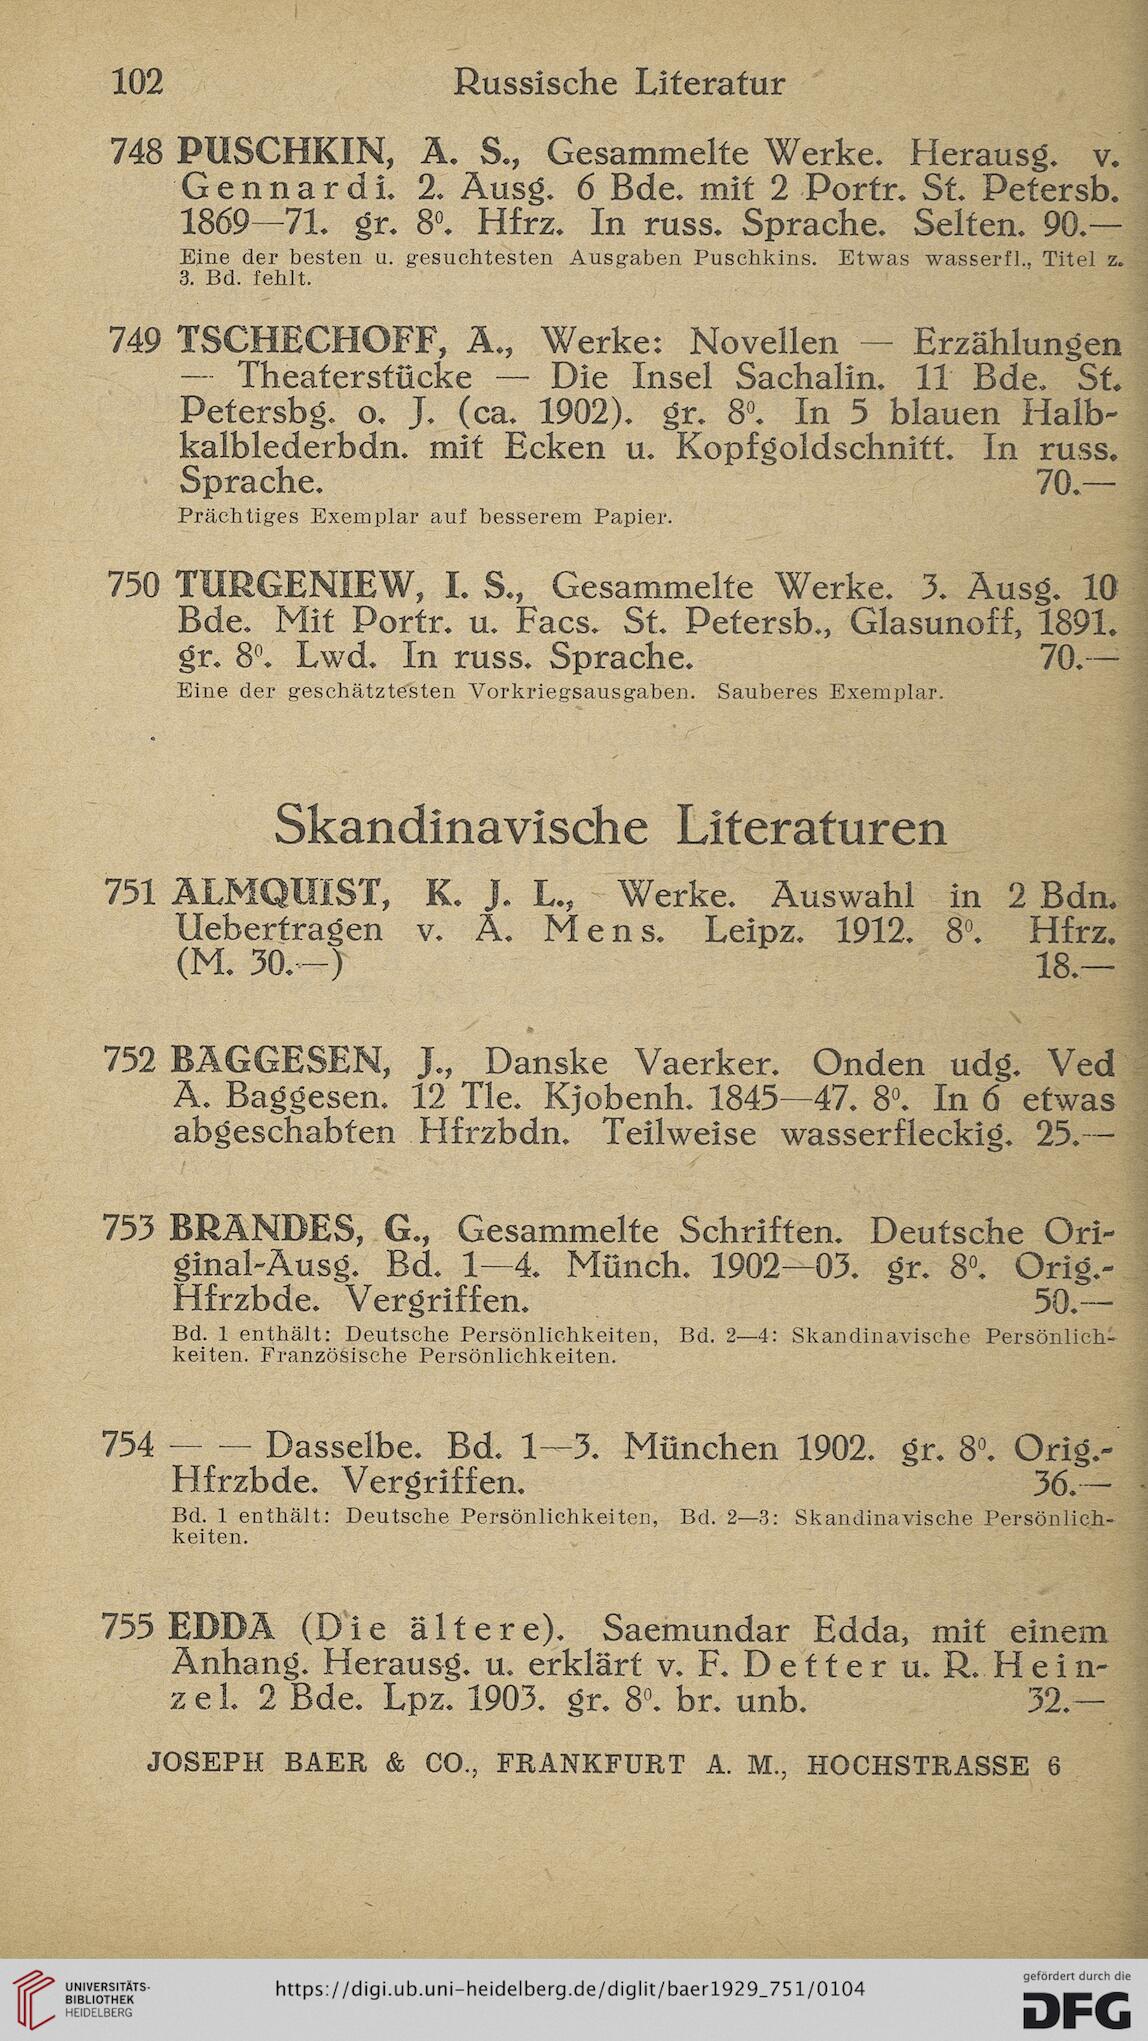 102 Russische Literatur
748 PUSCHKIN, A. S., Gesammelte Werke. Herausg. v.
Gennardi. 2. Ausg. 6 Bde. mit 2 Portr. St. Petersb.
1869—71. gr. 8⁰. Hfrz. In russ. Sprache. Selten. 90.—
Eine der besten u. gesuchtesten Ausgaben Puschkins. Etwas wasserfl., Titel z.
3. Bd. fehlt.
749 TSCHECHOFF, A., Werke: Novellen — Erzählungen
— Theaterstücke — Die Insel Sachalin. 11 Bde. St.
Petersbg. o. J. (ca. 1902). gr. 8⁰. In 5 blauen Halb-
kalblederbdn. mit Ecken u. Kopfgoldschnitt. In russ.
Sprache. 70.—
Prächtiges Exemplar auf besserem Papier.
750 TURGENIEW, I. S., Gesammelte Werke. 3. Ausg. 10
Bde. Mit Portr. u. Facs. St. Petersb., Glasunoff, 1891.
gr. 8⁰. Lwd. In russ. Sprache. 70.—
Eine der geschätztesten Vorkriegsausgaben. Sauberes Exemplar.
Skandinavische Literaturen
751 ALMQUIST, K. J. L., Werke. Auswahl in 2 Bdn.
Uebertragen v. A. Mens. Leipz. 1912. 8⁰. Hfrz.
(M. 30.—) 18.—
752 BAGGESEN, J., Danske Vaerker. Onden udg. Ved
A. Baggesen. 12 Tle. Kjobenh. 1845—47. 8⁰. In 6 etwas
abgeschabten Hfrzbdn. Teilweise wasserfleckig. 25.—
753 BRANDES, G., Gesammelte Schriften. Deutsche Ori-
ginal-Ausg. Bd. 1—4. Münch. 1902—03. gr. 8⁰. Orig.-
Hfrzbde. Vergriffen. 50.—
Bd. 1 enthält: Deutsche Persönlichkeiten, Bd. 2—4: Skandinavische Persönlich-
keiten. Französische Persönlichkeiten.
754 — — Dasselbe. Bd. 1—3. München 1902. gr. 8⁰. Orig.-
Hfrzbde. Vergriffen. 36.—
Bd. 1 enthält: Deutsche Persönlichkeiten, Bd. 2—3: Skandinavische Persönlich-
keiten.
755 EDDA (Die ältere). Saemundar Edda, mit einem
Anhang. Herausg. u. erklärt v. F. Detter u. R. Hein-
zel. 2 Bde. Lpz. 1903. gr. 8⁰. br. unb. 32.—
JOSEPH BAER & CO., FRANKFURT A. M., HOCHSTRASSE 6
UNIVERSITÄTS-
BIBLIOTHEK
HEIDELBERG
https://digi.ub.uni-heidelberg.de/diglit/baer1929_751/0104
gefördert durch die
DFG